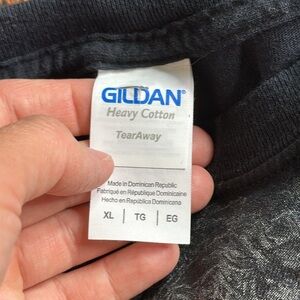 GILDAN®
Heavy Cotton
TearAway
Made in Dominican Republic
Fabriqué en République Dominicaine
Hecho en República Dominicana
XL | TG | EG